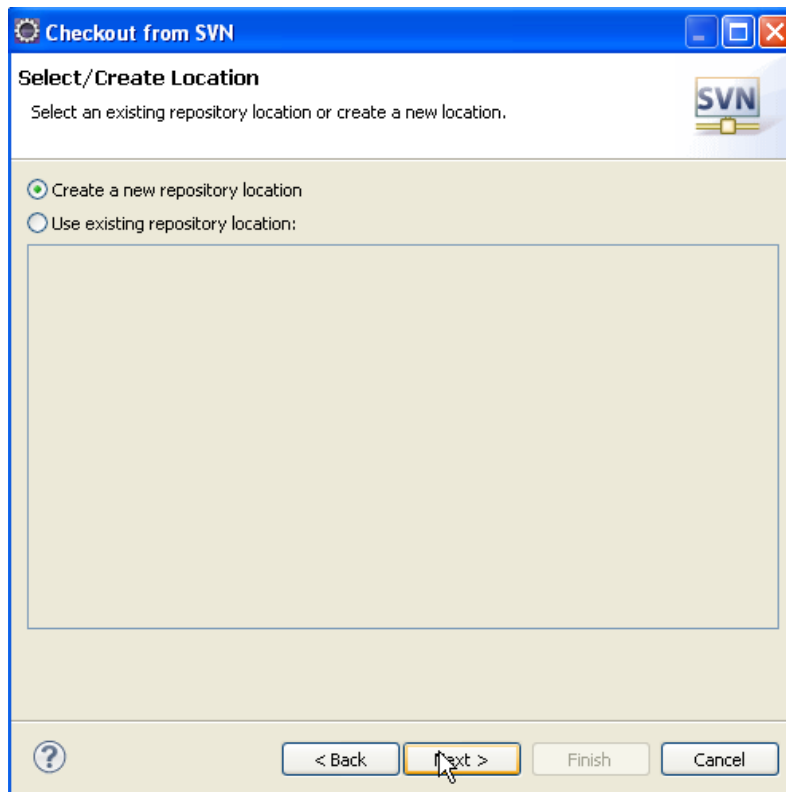 Checkout from SVN
Select/Create Location
Select an existing repository location or create a new location.
SVN
Create a new repository location
Use existing repository location:
? < Back Next > Finish Cancel